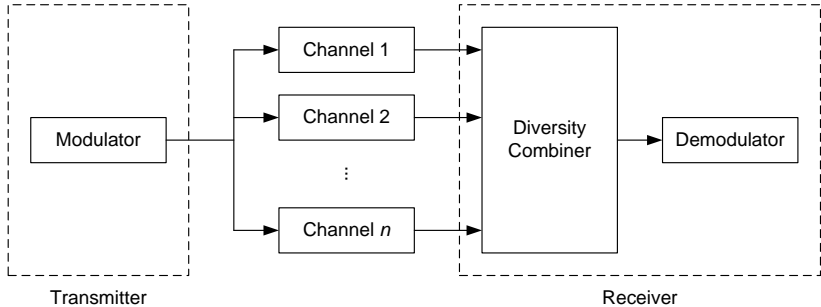 Channel 1
Channel 2
Modulator
Diversity
Combiner
Demodulator
...
Channel n
Transmitter
Receiver